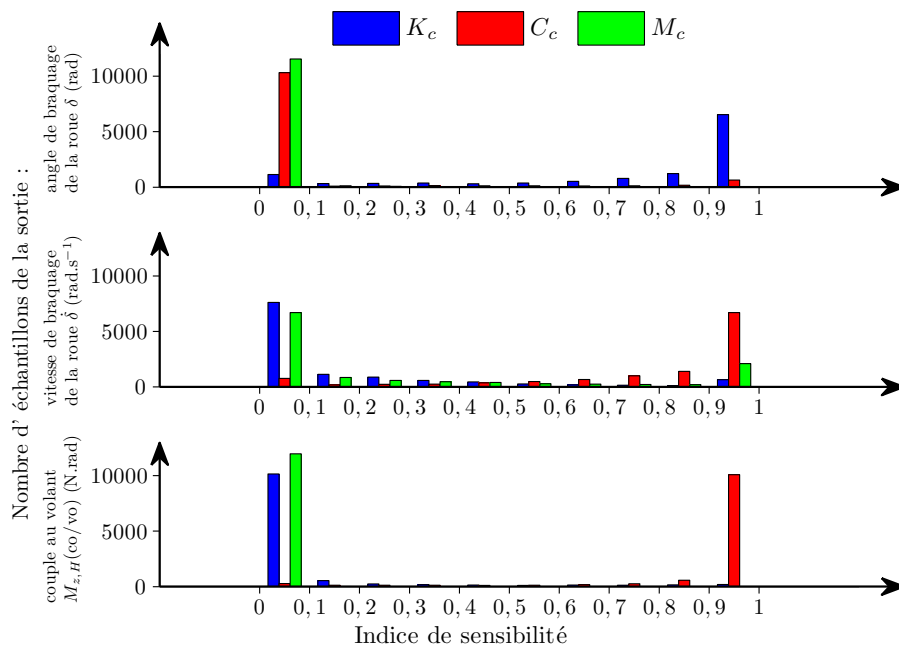 K_c C_c M_c
Nombre d' échantillons de la sortie :
angle de braquage
de la roue δ (rad)
10000
5000
0
0 0,1 0,2 0,3 0,4 0,5 0,6 0,7 0,8 0,9 1
vitesse de braquage
de la roue δ̇ (rad.s⁻¹)
10000
5000
0
0 0,1 0,2 0,3 0,4 0,5 0,6 0,7 0,8 0,9 1
couple au volant
M_{z,H}(co/vo) (N.rad)
10000
5000
0
0 0,1 0,2 0,3 0,4 0,5 0,6 0,7 0,8 0,9 1
Indice de sensibilité